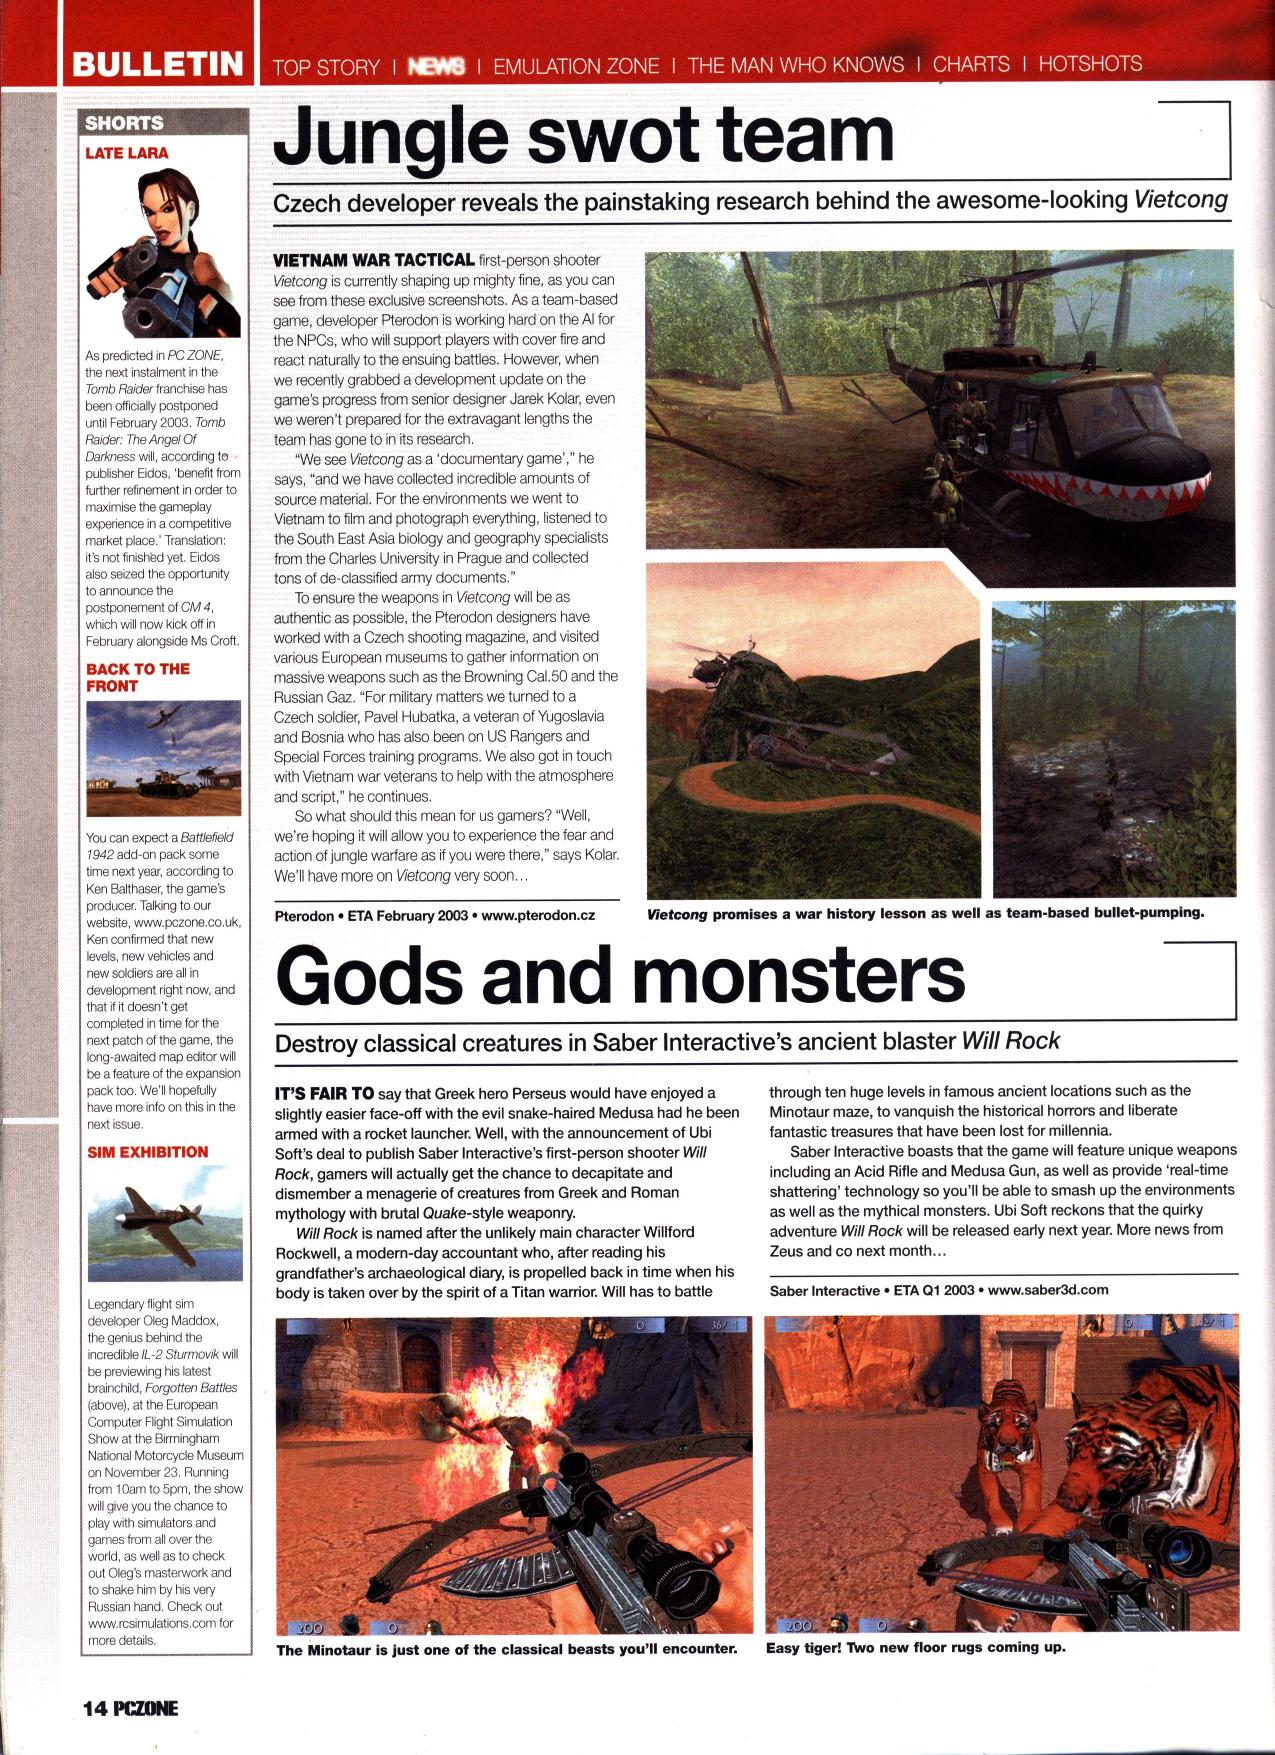 BULLETIN
TOP STORY | NEWS | EMULATION ZONE | THE MAN WHO KNOWS | CHARTS | HOTSHOTS
SHORTS
LATE LARA
As predicted in PC ZONE,
the next instalment in the
Tomb Raider franchise has
been officially postponed
until February 2003. Tomb
Raider: The Angel Of
Darkness will, according to
publisher Eidos, 'benefit from
further refinement in order to
maximise the gameplay
experience in a competitive
market place.' Translation:
it's not finished yet. Eidos
also seized the opportunity
to announce the
postponement of CM 4,
which will now kick off in
February alongside Ms Croft.
BACK TO THE
FRONT
You can expect a Battlefield
1942 add-on pack some
time next year, according to
Ken Balthaser, the game's
producer. Talking to our
website, www.pczone.co.uk,
Ken confirmed that new
levels, new vehicles and
new soldiers are all in
development right now, and
that if it doesn't get
completed in time for the
next patch of the game, the
long-awaited map editor will
be a feature of the expansion
pack too. We'll hopefully
have more info on this in the
next issue.
SIM EXHIBITION
Legendary flight sim
developer Oleg Maddox,
the genius behind the
incredible IL-2 Sturmovik will
be previewing his latest
brainchild, Forgotten Battles
(above), at the European
Computer Flight Simulation
Show at the Birmingham
National Motorcycle Museum
on November 23. Running
from 10am to 5pm, the show
will give you the chance to
play with simulators and
games from all over the
world, as well as to check
out Oleg's masterwork and
to shake him by his very
Russian hand. Check out
www.rcsimulations.com for
more details.
Jungle swot team
Czech developer reveals the painstaking research behind the awesome-looking Vietcong
VIETNAM WAR TACTICAL first-person shooter
Vietcong is currently shaping up mighty fine, as you can
see from these exclusive screenshots. As a team-based
game, developer Pterodon is working hard on the AI for
the NPCs, who will support players with cover fire and
react naturally to the ensuing battles. However, when
we recently grabbed a development update on the
game's progress from senior designer Jarek Kolar, even
we weren't prepared for the extravagant lengths the
team has gone to in its research.
"We see Vietcong as a 'documentary game'," he
says, "and we have collected incredible amounts of
source material. For the environments we went to
Vietnam to film and photograph everything, listened to
the South East Asia biology and geography specialists
from the Charles University in Prague and collected
tons of de-classified army documents."
To ensure the weapons in Vietcong will be as
authentic as possible, the Pterodon designers have
worked with a Czech shooting magazine, and visited
various European museums to gather information on
massive weapons such as the Browning Cal.50 and the
Russian Gaz. "For military matters we turned to a
Czech soldier, Pavel Hubatka, a veteran of Yugoslavia
and Bosnia who has also been on US Rangers and
Special Forces training programs. We also got in touch
with Vietnam war veterans to help with the atmosphere
and script," he continues.
So what should this mean for us gamers? "Well,
we're hoping it will allow you to experience the fear and
action of jungle warfare as if you were there," says Kolar.
We'll have more on Vietcong very soon...
Pterodon • ETA February 2003 • www.pterodon.cz
Vietcong promises a war history lesson as well as team-based bullet-pumping.
Gods and monsters
Destroy classical creatures in Saber Interactive's ancient blaster Will Rock
IT'S FAIR TO say that Greek hero Perseus would have enjoyed a
slightly easier face-off with the evil snake-haired Medusa had he been
armed with a rocket launcher. Well, with the announcement of Ubi
Soft's deal to publish Saber Interactive's first-person shooter Will
Rock, gamers will actually get the chance to decapitate and
dismember a menagerie of creatures from Greek and Roman
mythology with brutal Quake-style weaponry.
Will Rock is named after the unlikely main character Willford
Rockwell, a modern-day accountant who, after reading his
grandfather's archaeological diary, is propelled back in time when his
body is taken over by the spirit of a Titan warrior. Will has to battle
through ten huge levels in famous ancient locations such as the
Minotaur maze, to vanquish the historical horrors and liberate
fantastic treasures that have been lost for millennia.
Saber Interactive boasts that the game will feature unique weapons
including an Acid Rifle and Medusa Gun, as well as provide 'real-time
shattering' technology so you'll be able to smash up the environments
as well as the mythical monsters. Ubi Soft reckons that the quirky
adventure Will Rock will be released early next year. More news from
Zeus and co next month...
Saber Interactive • ETA Q1 2003 • www.saber3d.com
0
36/ 1
200
0
The Minotaur is just one of the classical beasts you'll encounter.
0
2/ 1
200
0
Easy tiger! Two new floor rugs coming up.
14 PCZONE